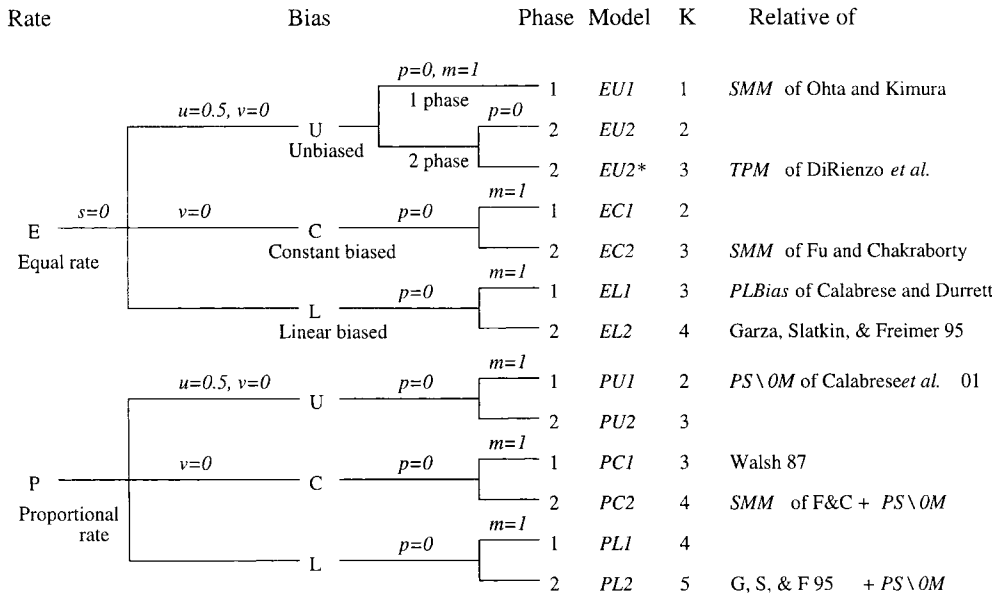 Rate Bias Phase Model K Relative of
p=0, m=1
1 EU1 1 SMM of Ohta and Kimura
1 phase
u=0.5, v=0
p=0
U
2 EU2 2
Unbiased
2 phase
2 EU2* 3 TPM of DiRienzo et al.
m=1
1 EC1 2
s=0 v=0 p=0
E C
Equal rate Constant biased
2 EC2 3 SMM of Fu and Chakraborty
m=1
1 EL1 3 PLBias of Calabrese and Durrett
p=0
L
Linear biased
2 EL2 4 Garza, Slatkin, & Freimer 95
m=1
1 PU1 2 PS\0M of Calabreseet al. 01
u=0.5, v=0 p=0
U
2 PU2 3
m=1
1 PC1 3 Walsh 87
v=0 p=0
P C
Proportional rate
2 PC2 4 SMM of F&C + PS\0M
m=1
1 PL1 4
p=0
L
2 PL2 5 G, S, & F 95 + PS\0M